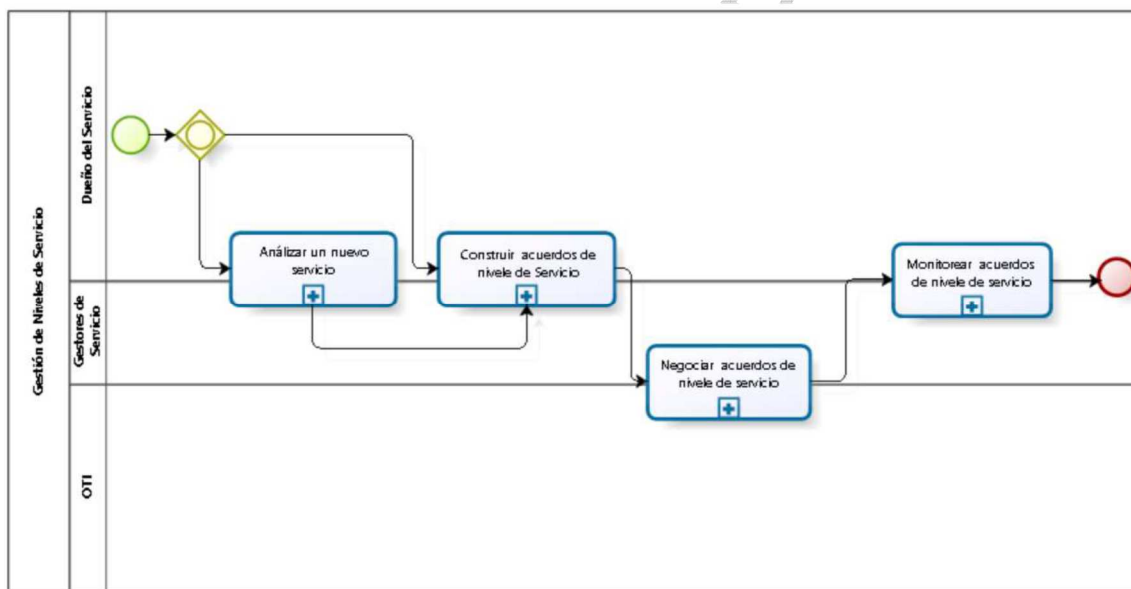 Gestión de Niveles de Servicio
Dueño del Servicio
Gestores de
Servicio
OTI
Análizar un nuevo
servicio
Construir acuerdos de
nivele de Servicio
Negociar acuerdos de
nivele de servicio
Monitorear acuerdos
de nivele de servicio